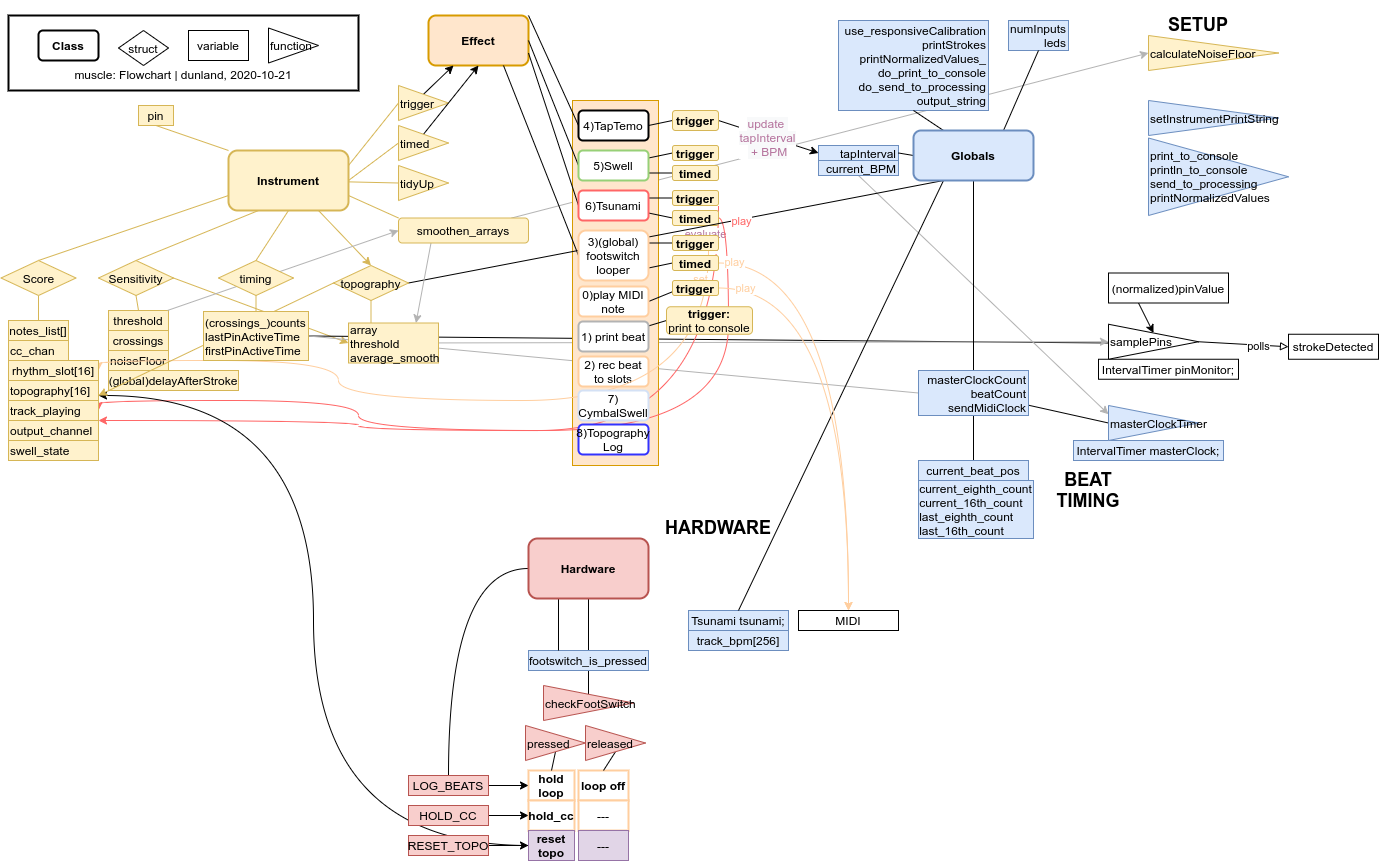 Class
struct
variable
function
muscle: Flowchart | dunland, 2020-10-21
Effect
pin
Instrument
trigger
timed
tidyUp
smoothen_arrays
Score
Sensitivity
timing
topography
notes_list[]
cc_chan
rhythm_slot[16]
topography[16]
track_playing
output_channel
swell_state
threshold
crossings
noiseFloor
(global)delayAfterStroke
(crossings_)counts
lastPinActiveTime
firstPinActiveTime
array
threshold
average_smooth
4)TapTemo
5)Swell
6)Tsunami
3)(global)
footswitch
looper
0)play MIDI
note
1) print beat
2) rec beat
to slots
7)
CymbalSwell
8)Topography
Log
trigger
trigger
timed
trigger
timed
trigger
timed
trigger
trigger:
print to console
update
tapInterval
+ BPM
play
evaluate
play
set
play
use_responsiveCalibration
printStrokes
printNormalizedValues_
do_print_to_console
do_send_to_processing
output_string
numInputs
leds
tapInterval
current_BPM
Globals
SETUP
calculateNoiseFloor
setInstrumentPrintString
print_to_console
println_to_console
send_to_processing
printNormalizedValues
(normalized)pinValue
samplePins
polls
strokeDetected
IntervalTimer pinMonitor;
masterClockCount
beatCount
sendMidiClock
masterClockTimer
IntervalTimer masterClock;
BEAT
TIMING
current_beat_pos
current_eighth_count
current_16th_count
last_eighth_count
last_16th_count
HARDWARE
Hardware
Tsunami tsunami;
track_bpm[256]
MIDI
footswitch_is_pressed
checkFootSwitch
pressed
released
LOG_BEATS
hold
loop
loop off
HOLD_CC
hold_cc
---
RESET_TOPO
reset
topo
---